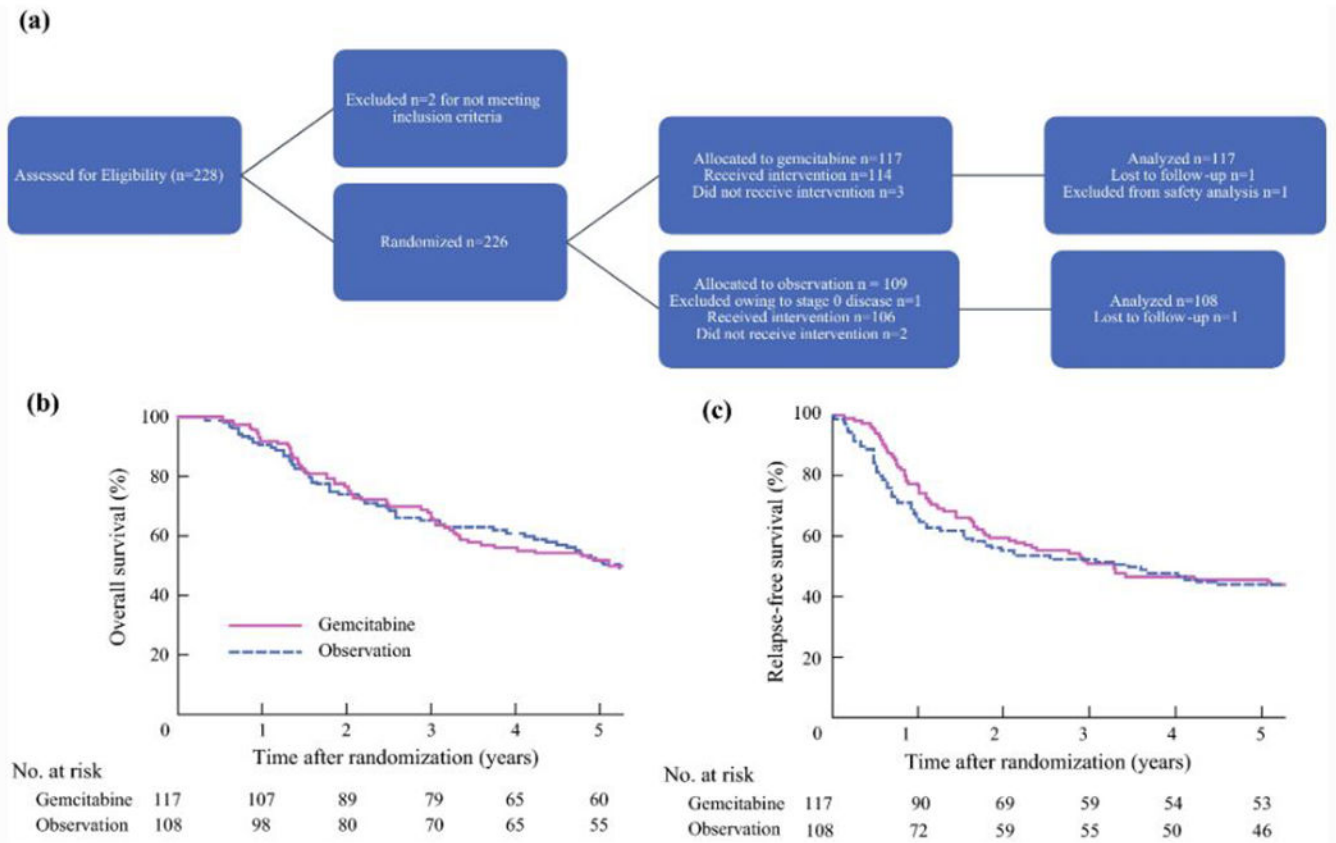 (a)
Assessed for Eligibility (n=228)
Excluded n=2 for not meeting
inclusion criteria
Randomized n=226
Allocated to gemcitabine n=117
Received intervention n=114
Did not receive intervention n=3
Analyzed n=117
Lost to follow-up n=1
Excluded from safety analysis n=1
Allocated to observation n = 109
Excluded owing to stage 0 disease n=1
Received intervention n=106
Did not receive intervention n=2
Analyzed n=108
Lost to follow-up n=1
(b)
Overall survival (%)
100
80
60
40
20
0
Gemcitabine
Observation
1 2 3 4 5
Time after randomization (years)
No. at risk
Gemcitabine 117 107 89 79 65 60
Observation 108 98 80 70 65 55
(c)
Relapse-free survival (%)
100
80
60
40
20
0
1 2 3 4 5
Time after randomization (years)
No. at risk
Gemcitabine 117 90 69 59 54 53
Observation 108 72 59 55 50 46